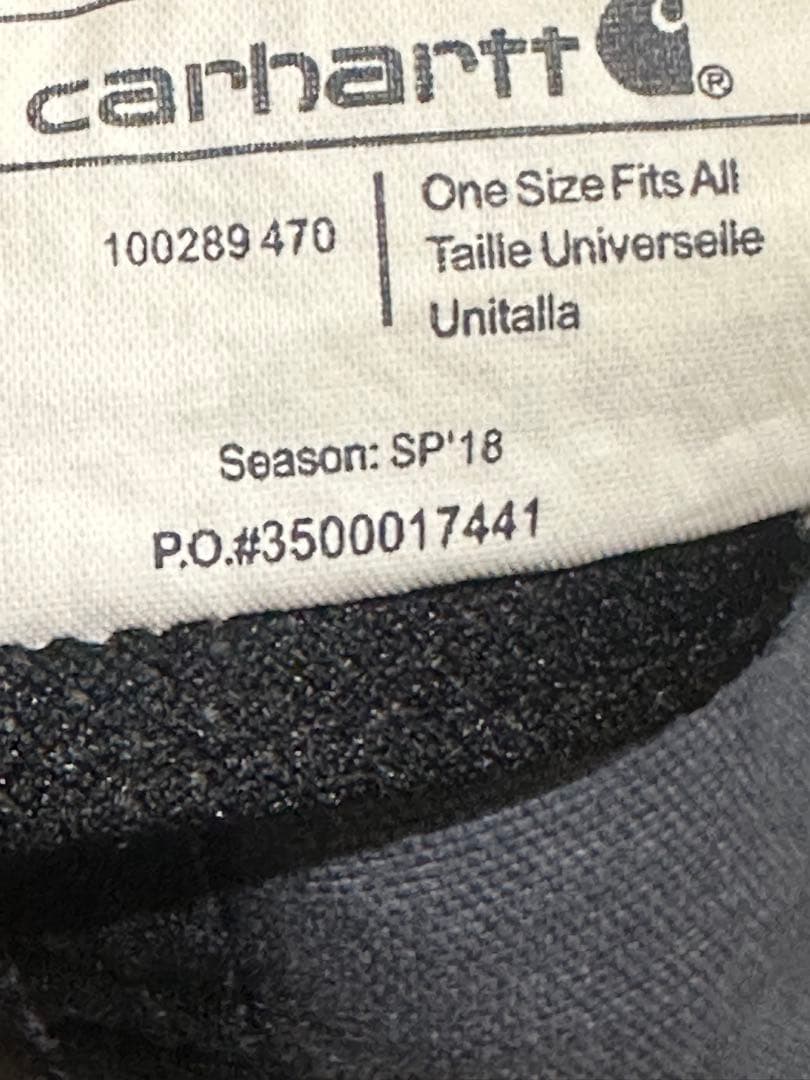 carhartt ®
100289 470
One Size Fits All
Taille Universelle
Unitalla
Season: SP'18
P.O.#3500017441